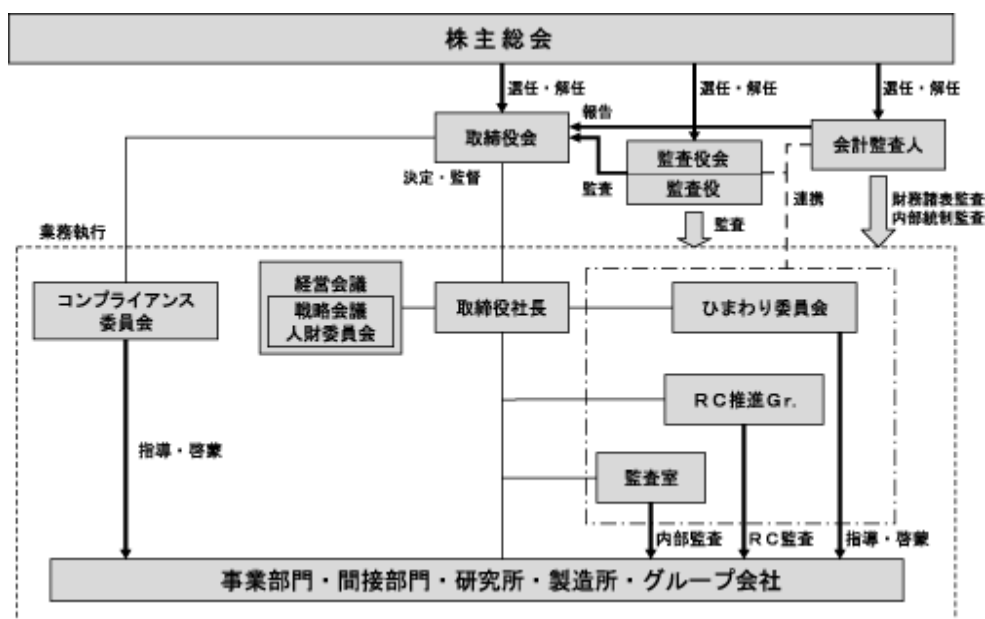 株主総会
選任・解任
選任・解任
選任・解任
報告
取締役会
会計監査人
監査役会
監査役
決定・監督
監査
連携
財務諸表監査
内部統制監査
監査
業務執行
コンプライアンス
委員会
経営会議
戦略会議
人財委員会
取締役社長
ひまわり委員会
RC推進Gr.
指導・啓蒙
監査室
内部監査
RC監査
指導・啓蒙
事業部門・間接部門・研究所・製造所・グループ会社